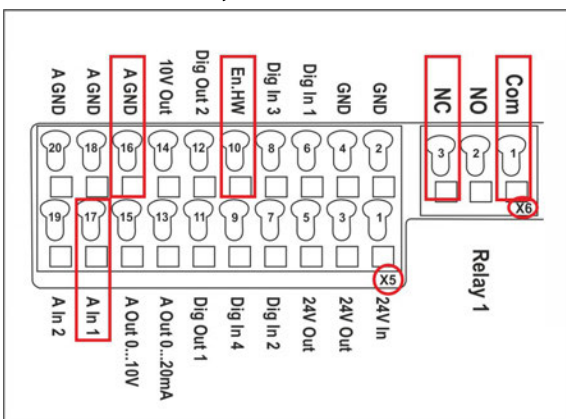 A GND
A GND
A GND
10V Out
Dig Out 2
En.HW
Dig In 3
Dig In 1
GND
GND
NC
NO
Com
20 18 16 14 12 10 8 6 4 2
3 2 1
19 17 15 13 11 9 7 5 3 1
X6
X5
A In 2
A In 1
A Out 0...10V
A Out 0...20mA
Dig Out 1
Dig In 4
Dig In 2
24V Out
24V Out
24V In
Relay 1